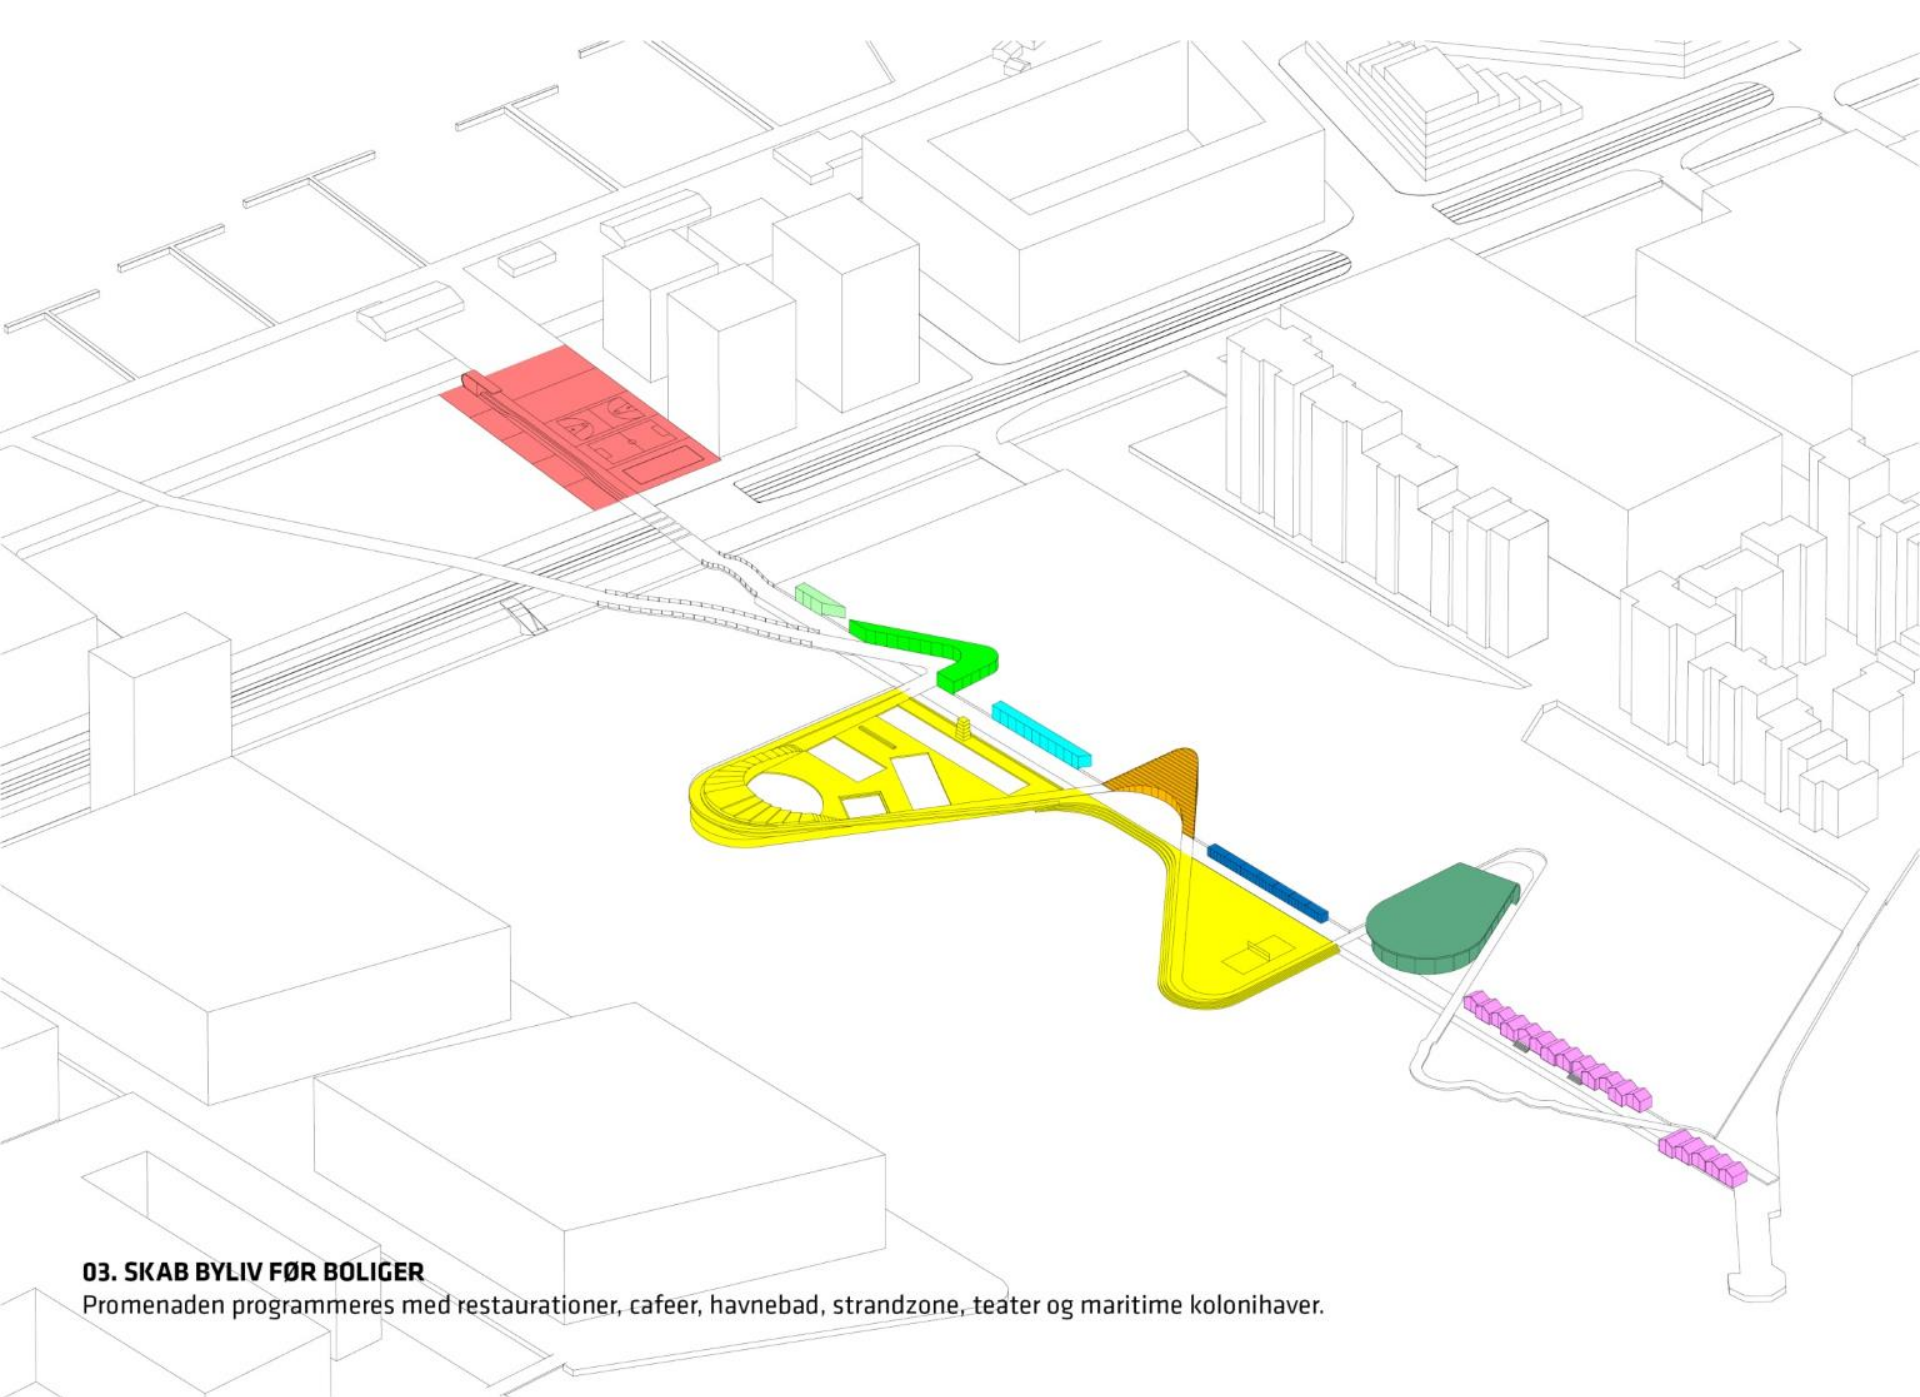 03. SKAB BYLIV FØR BOLIGER
Promenaden programmeres med restaurationer, cafeer, havnebad, strandzone, teater og maritime kolonihaver.